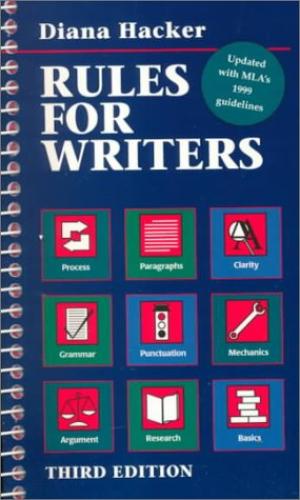 Diana Hacker
Updated
with MLA's
1999
guidelines
RULES
FOR
WRITERS
Process
Paragraphs
Clarity
Grammar
Punctuation
Mechanics
Argument
Research
Basics
THIRD EDITION